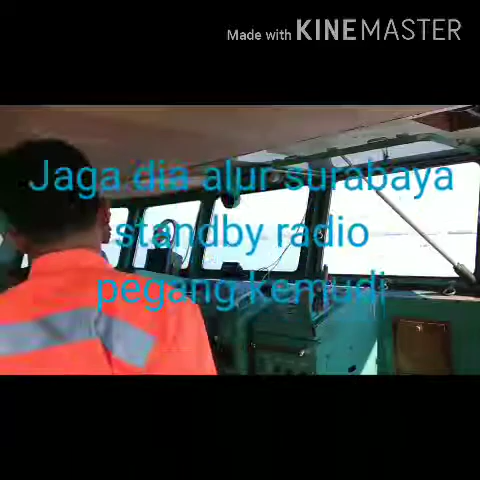 Made with KINEMASTER
Jaga dia alur surabaya
standby radio
pegang kemudi